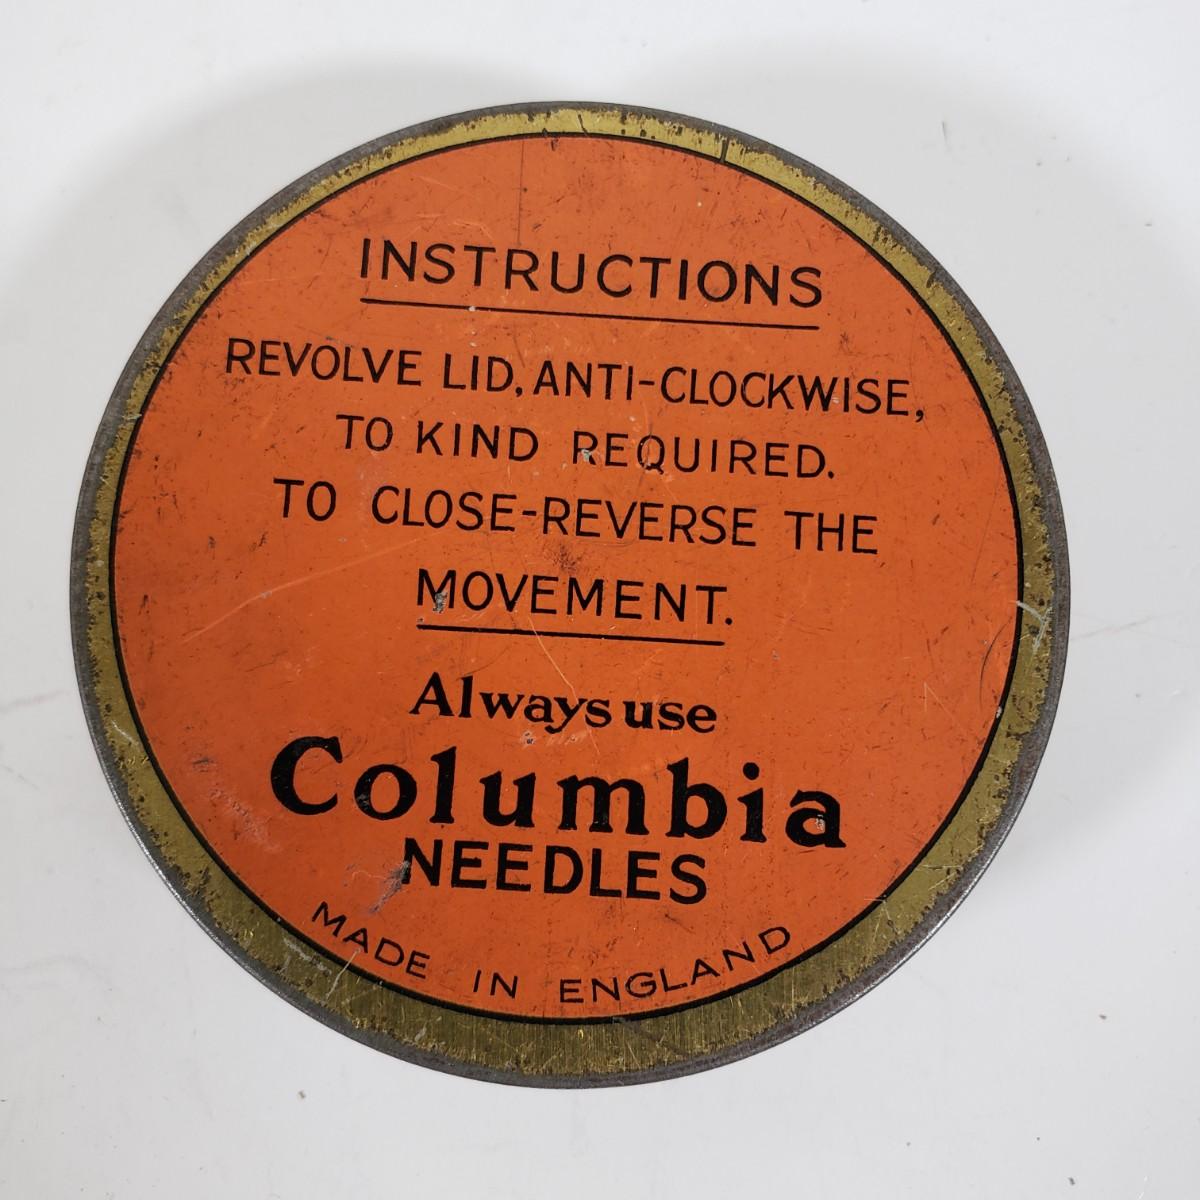 INSTRUCTIONS
REVOLVE LID, ANTI-CLOCKWISE,
TO KIND REQUIRED.
TO CLOSE-REVERSE THE
MOVEMENT.
Always use
Columbia
NEEDLES
MADE IN ENGLAND